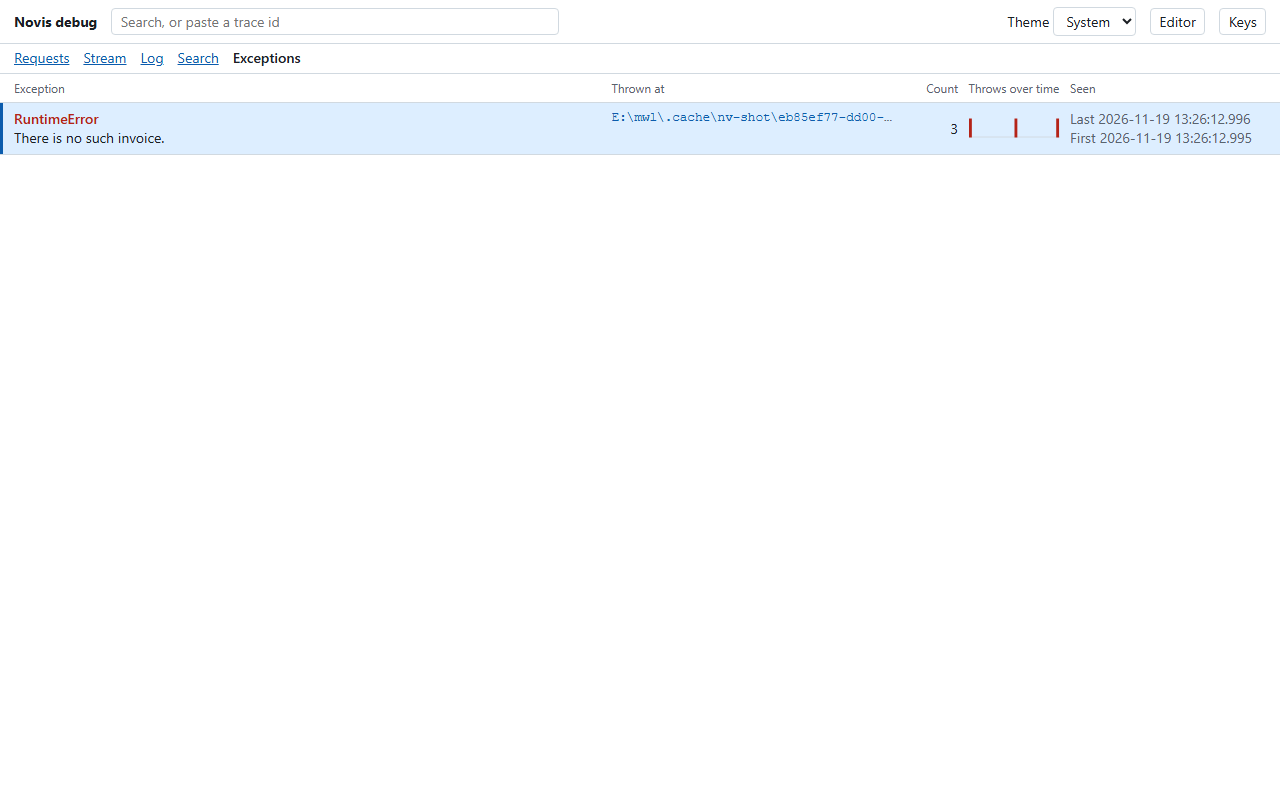 Novis debug
Search, or paste a trace id
Theme System Editor Keys
Requests Stream Log Search Exceptions
Exception Thrown at Count Throws over time Seen
RuntimeError E:\mwl\.cache\nv-shot\eb85ef77-dd00-… 3 Last 2026-11-19 13:26:12.996
There is no such invoice. First 2026-11-19 13:26:12.995